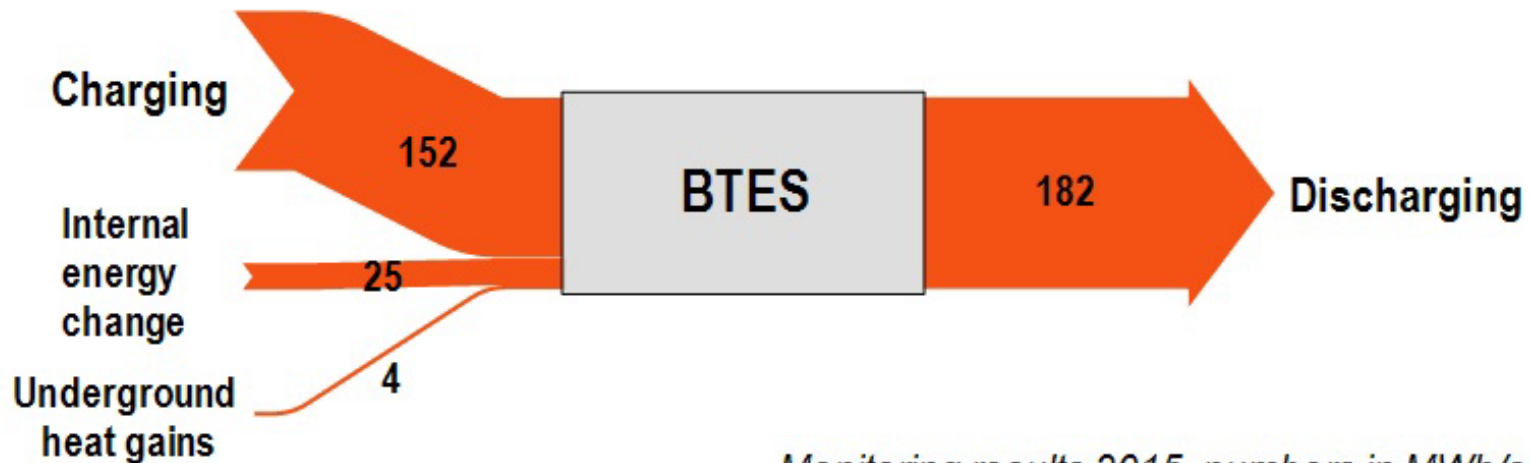 Charging
152
BTES
182
Discharging
Internal
energy
change
25
4
Underground
heat gains